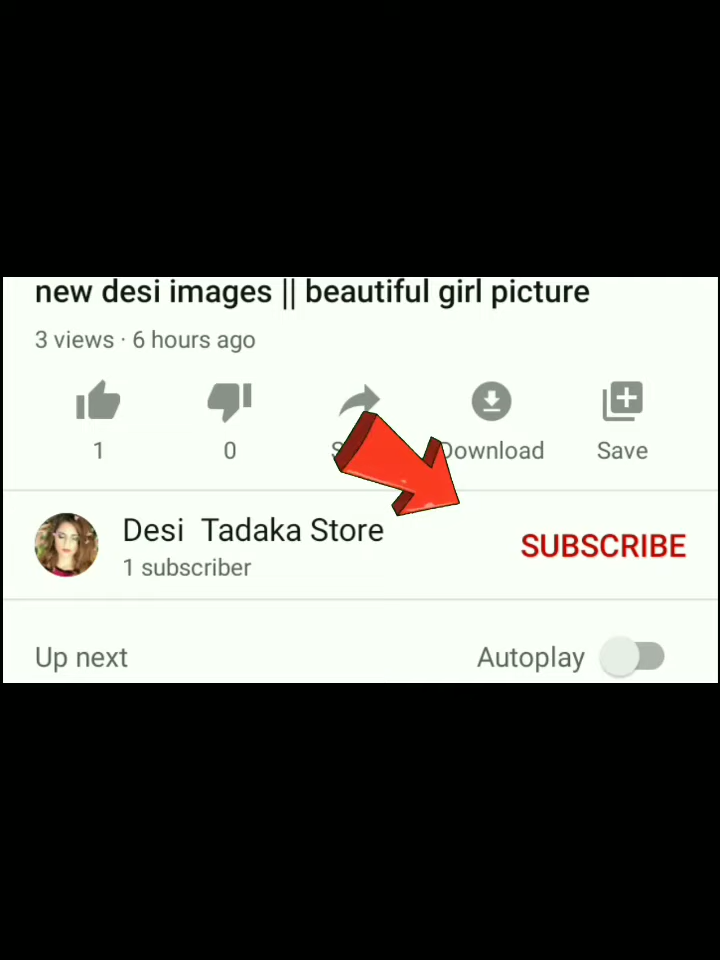 new desi images || beautiful girl picture
3 views · 6 hours ago
1
0
Download
Save
Desi Tadaka Store
1 subscriber
SUBSCRIBE
Up next
Autoplay